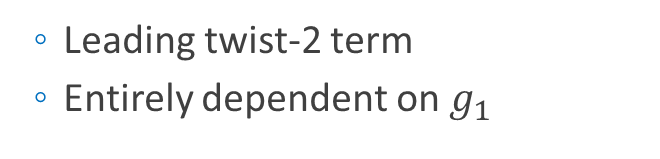 ◦ Leading twist-2 term
◦ Entirely dependent on g₁